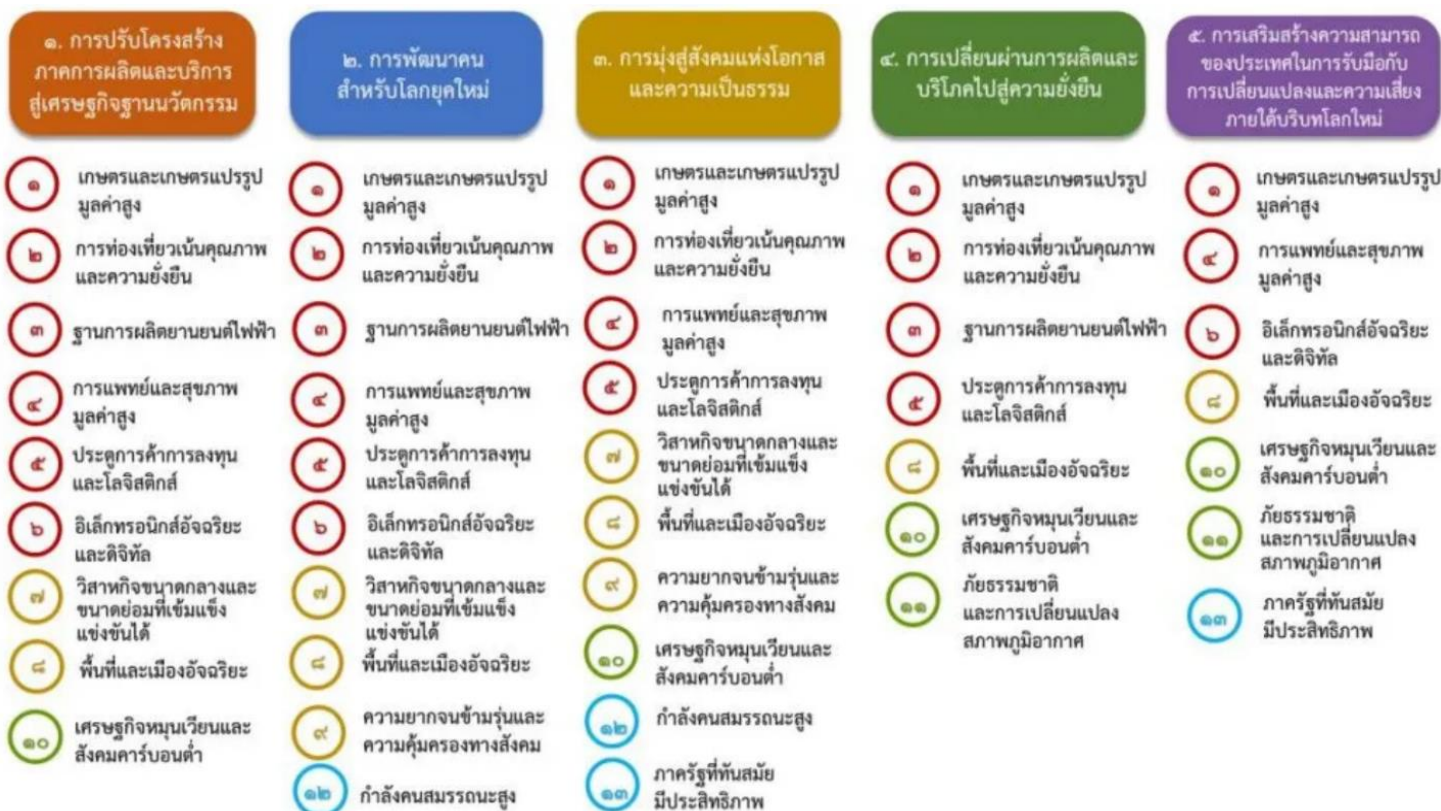 ๑. การปรับโครงสร้าง
ภาคการผลิตและบริการ
สู่เศรษฐกิจฐานนวัตกรรม
๑ เกษตรและเกษตรแปรรูป
มูลค่าสูง
๒ การท่องเที่ยวเน้นคุณภาพ
และความยั่งยืน
๓ ฐานการผลิตยานยนต์ไฟฟ้า
๔ การแพทย์และสุขภาพ
มูลค่าสูง
๕ ประตูการค้าการลงทุน
และโลจิสติกส์
๖ อิเล็กทรอนิกส์อัจฉริยะ
และดิจิทัล
๗ วิสาหกิจขนาดกลางและ
ขนาดย่อมที่เข้มแข็ง
แข่งขันได้
๘ พื้นที่และเมืองอัจฉริยะ
๑๐ เศรษฐกิจหมุนเวียนและ
สังคมคาร์บอนต่ำ
๒. การพัฒนาคน
สำหรับโลกยุคใหม่
๑ เกษตรและเกษตรแปรรูป
มูลค่าสูง
๒ การท่องเที่ยวเน้นคุณภาพ
และความยั่งยืน
๓ ฐานการผลิตยานยนต์ไฟฟ้า
๔ การแพทย์และสุขภาพ
มูลค่าสูง
๕ ประตูการค้าการลงทุน
และโลจิสติกส์
๖ อิเล็กทรอนิกส์อัจฉริยะ
และดิจิทัล
๗ วิสาหกิจขนาดกลางและ
ขนาดย่อมที่เข้มแข็ง
แข่งขันได้
๘ พื้นที่และเมืองอัจฉริยะ
๙ ความยากจนข้ามรุ่นและ
ความคุ้มครองทางสังคม
๑๒ กำลังคนสมรรถนะสูง
๓. การมุ่งสู่สังคมแห่งโอกาส
และความเป็นธรรม
๑ เกษตรและเกษตรแปรรูป
มูลค่าสูง
๒ การท่องเที่ยวเน้นคุณภาพ
และความยั่งยืน
๔ การแพทย์และสุขภาพ
มูลค่าสูง
๕ ประตูการค้าการลงทุน
และโลจิสติกส์
๗ วิสาหกิจขนาดกลางและ
ขนาดย่อมที่เข้มแข็ง
แข่งขันได้
๘ พื้นที่และเมืองอัจฉริยะ
๙ ความยากจนข้ามรุ่นและ
ความคุ้มครองทางสังคม
๑๐ เศรษฐกิจหมุนเวียนและ
สังคมคาร์บอนต่ำ
๑๒ กำลังคนสมรรถนะสูง
๑๓ ภาครัฐที่ทันสมัย
มีประสิทธิภาพ
๔. การเปลี่ยนผ่านการผลิตและ
บริโภคไปสู่ความยั่งยืน
๑ เกษตรและเกษตรแปรรูป
มูลค่าสูง
๒ การท่องเที่ยวเน้นคุณภาพ
และความยั่งยืน
๓ ฐานการผลิตยานยนต์ไฟฟ้า
๕ ประตูการค้าการลงทุน
และโลจิสติกส์
๘ พื้นที่และเมืองอัจฉริยะ
๑๐ เศรษฐกิจหมุนเวียนและ
สังคมคาร์บอนต่ำ
๑๑ ภัยธรรมชาติ
และการเปลี่ยนแปลง
สภาพภูมิอากาศ
๕. การเสริมสร้างความสามารถ
ของประเทศในการรับมือกับ
การเปลี่ยนแปลงและความเสี่ยง
ภายใต้บริบทโลกใหม่
๑ เกษตรและเกษตรแปรรูป
มูลค่าสูง
๔ การแพทย์และสุขภาพ
มูลค่าสูง
๖ อิเล็กทรอนิกส์อัจฉริยะ
และดิจิทัล
๘ พื้นที่และเมืองอัจฉริยะ
๑๐ เศรษฐกิจหมุนเวียนและ
สังคมคาร์บอนต่ำ
๑๑ ภัยธรรมชาติ
และการเปลี่ยนแปลง
สภาพภูมิอากาศ
๑๓ ภาครัฐที่ทันสมัย
มีประสิทธิภาพ